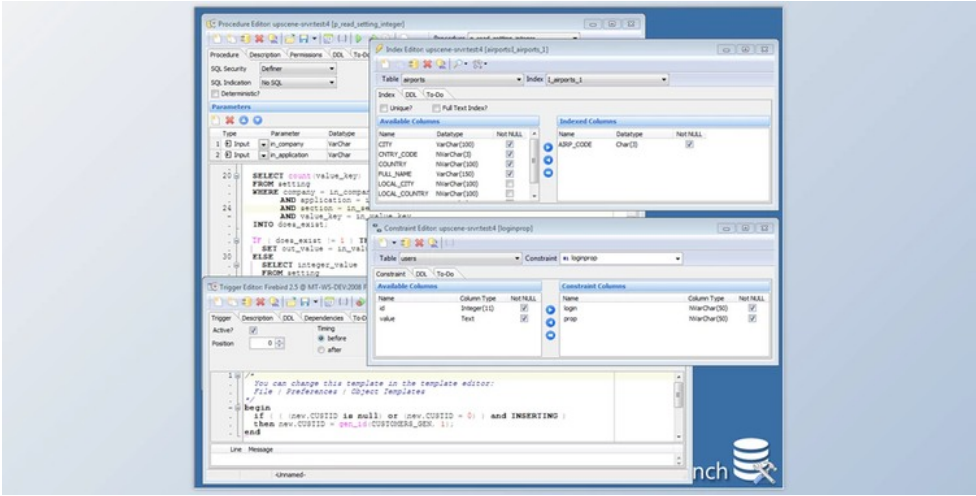 Procedure Editor: upscene-srvr:test4 [p_read_setting_integer]
Procedure Description Permissions DDL To-Do
SQL Security Definer
SQL Indication No SQL
Deterministic?
Parameters
Type Parameter Datatype
1 Input in_company VarChar
2 Input in_application VarChar
20 SELECT count(value_key)
FROM setting
WHERE company = in_compa
AND application = i
24 AND section = in_se
AND value_key = in_value_key
INTO does_exist;
IF ( does_exist != 1 ) T
SET out_value = in_val
30 ELSE
SELECT integer_value
FROM setting
Index Editor: upscene-srvr:test4 [airports.I_airports_1]
Table airports Index I_airports_1
Index DDL To-Do
Unique? Full Text Index?
Available Columns Indexed Columns
Name Datatype Not NULL Name Datatype Not NULL
CITY VarChar(100) AIRP_CODE Char(3)
CNTRY_CODE NVarChar(3)
COUNTRY NVarChar(100)
FULL_NAME VarChar(150)
LOCAL_CITY NVarChar(100)
LOCAL_COUNTRY NVarChar(100)
Constraint Editor: upscene-srvr:test4 [loginprop]
Table users Constraint loginprop
Constraint DDL To-Do
Available Columns Constraint Columns
Name Column Type Not NULL Name Column Type Not NULL
id Integer(11) login NVarChar(50)
value Text prop NVarChar(50)
Trigger Editor: Firebird 2.5 @ MT-WS-DEV:2008 F
Trigger Description DDL Dependencies To-D
Active? Timing
Position 0 before
after
1 /*
You can change this template in the template editor:
File | Preferences | Object Templates
*/
begin
if ( ( (new.CUSTID is null) or (new.CUSTID = 0) ) and INSERTING )
then new.CUSTID = gen_id(CUSTOMERS_GEN, 1);
end
Line Message
-Unnamed-
nch